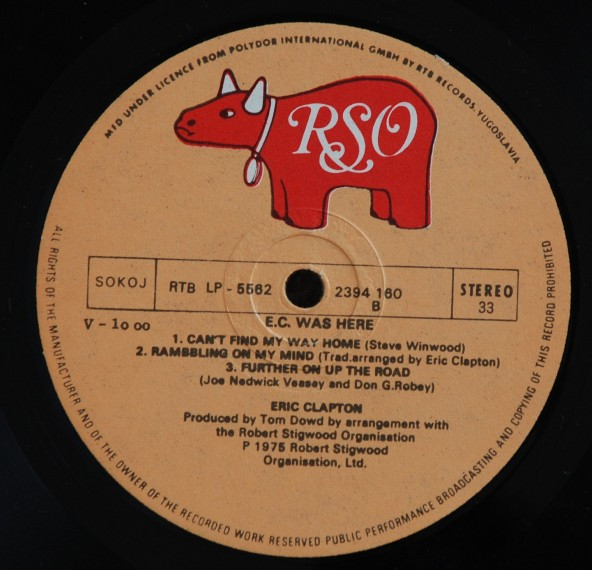 MFD UNDER LICENCE FROM POLYDOR INTERNATIONAL GMBH BY RTB RECORDS, YUGOSLAVIA
RSO
SOKOJ
RTB LP - 5562
2394 160
B
STEREO
33
V - 10 00
E.C. WAS HERE
1. CAN'T FIND MY WAY HOME (Steve Winwood)
2. RAMBBLING ON MY MIND (Trad.arranged by Eric Clapton)
3. FURTHER ON UP THE ROAD
(Joe Nedwick Veasey and Don G.Robey)
ERIC CLAPTON
Produced by Tom Dowd by arrangement with
the Robert Stigwood Organisation
P 1975 Robert Stigwood
Organisation, Ltd.
ALL RIGHTS OF THE MANUFACTURER AND OF THE OWNER OF THE RECORDED WORK RESERVED PUBLIC PERFORMANCE BROADCASTING AND COPYING OF THIS RECORD PROHIBITED